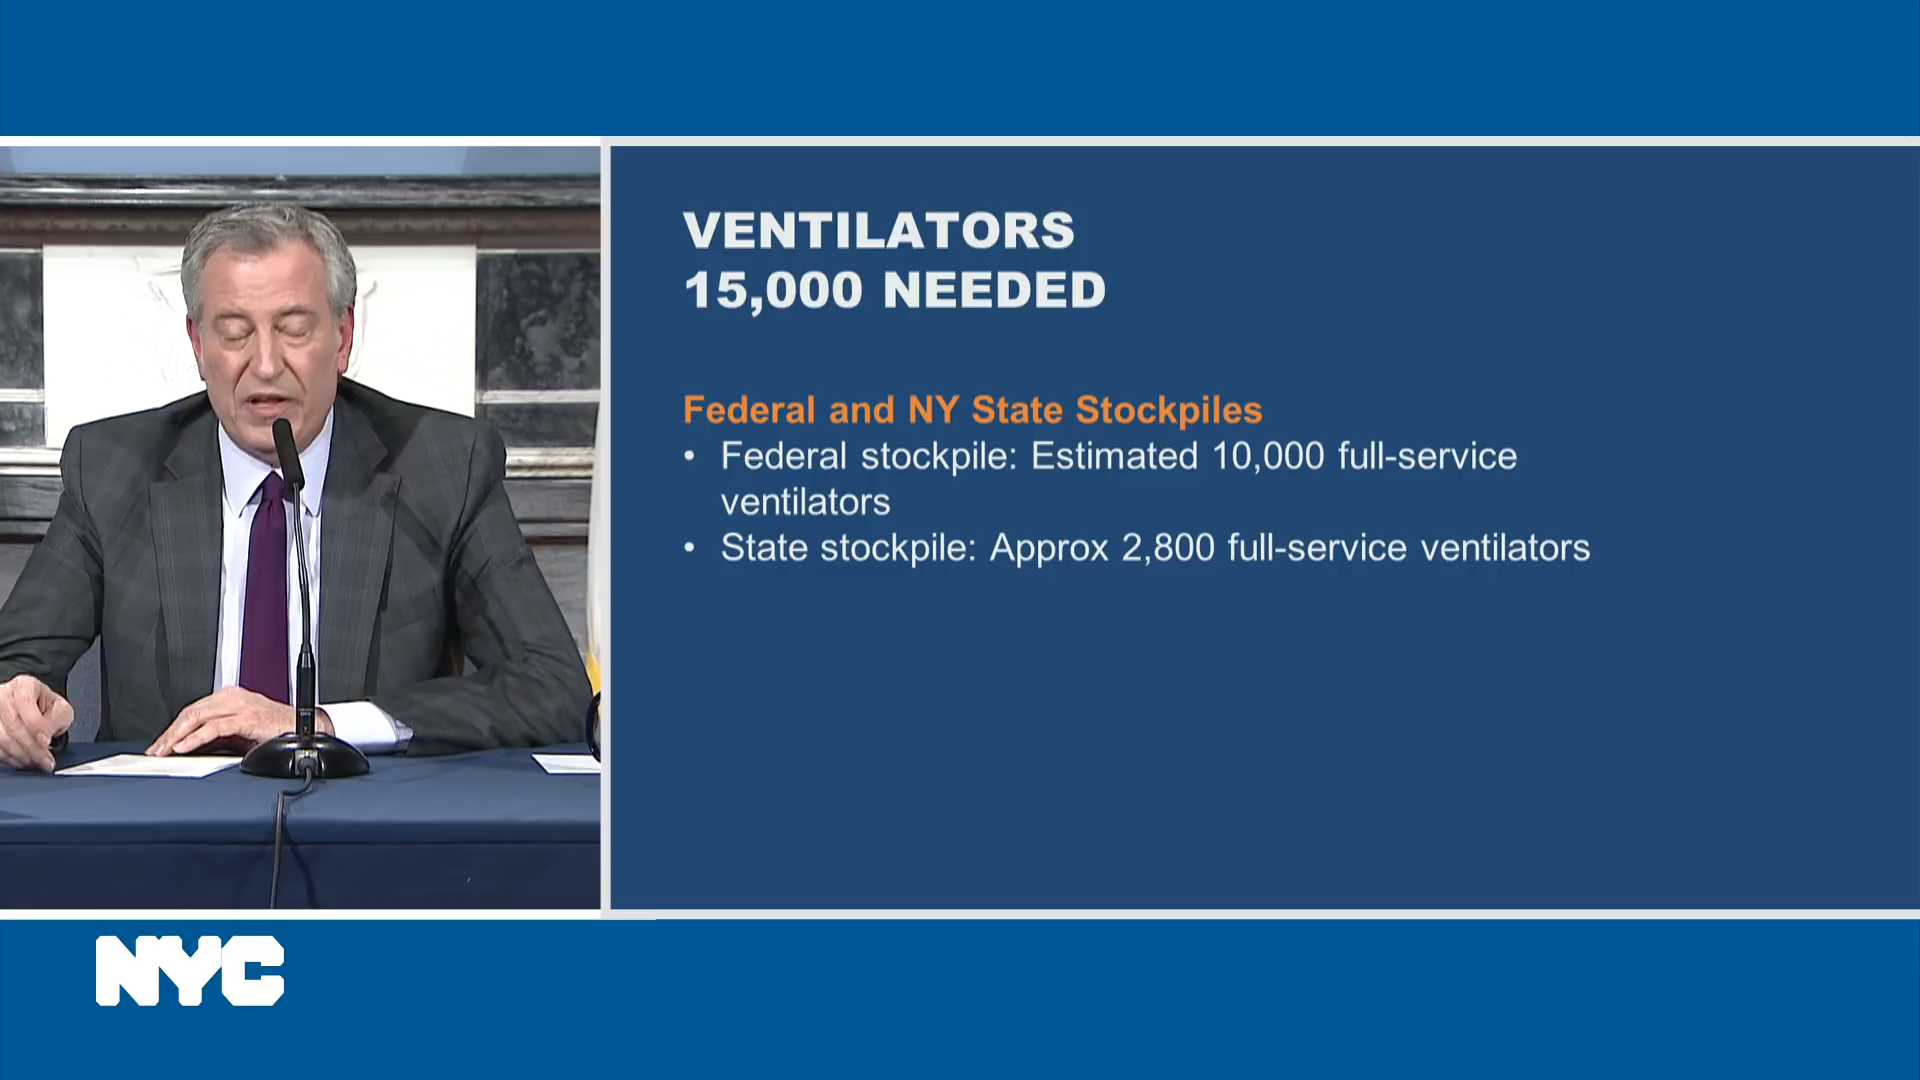 VENTILATORS
15,000 NEEDED
Federal and NY State Stockpiles
• Federal stockpile: Estimated 10,000 full-service
ventilators
• State stockpile: Approx 2,800 full-service ventilators
NYC